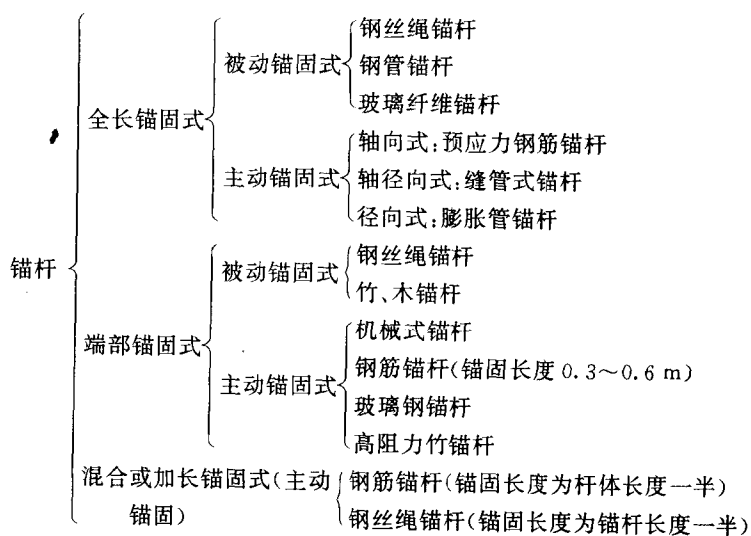 钢丝绳锚杆
被动锚固式
钢管锚杆
玻璃纤维锚杆
全长锚固式
轴向式:预应力钢筋锚杆
主动锚固式
轴径向式:缝管式锚杆
径向式:膨胀管锚杆
锚杆
钢丝绳锚杆
被动锚固式
竹、木锚杆
端部锚固式
机械式锚杆
钢筋锚杆(锚固长度 0.3～0.6 m)
主动锚固式
玻璃钢锚杆
高阻力竹锚杆
混合或加长锚固式(主动
锚固)
钢筋锚杆(锚固长度为杆体长度一半)
钢丝绳锚杆(锚固长度为锚杆长度一半)